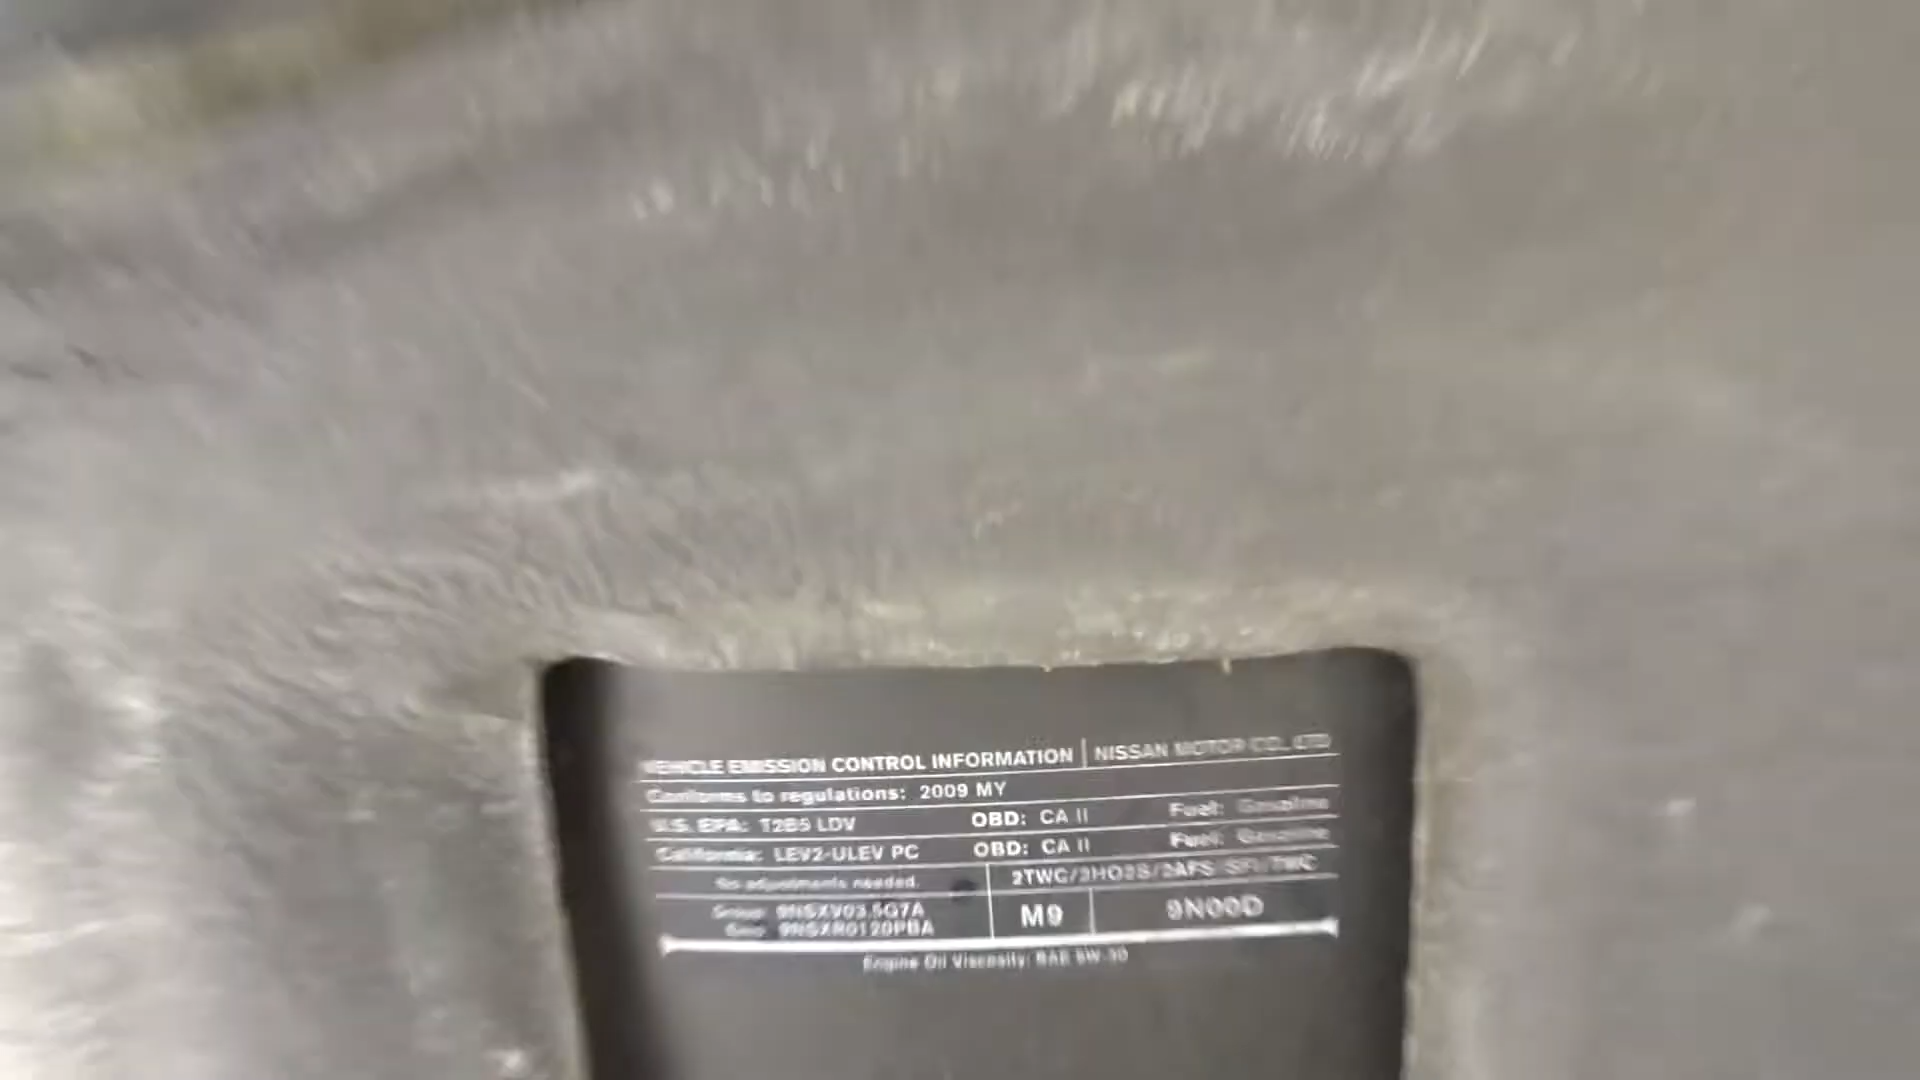 VEHICLE EMISSION CONTROL INFORMATION | NISSAN MOTOR CO., LTD
Conforms to regulations: 2009 MY
U.S. EPA: T2B5 LDV OBD: CA II Fuel: Gasoline
California: LEV2-ULEV PC OBD: CA II Fuel: Gasoline
No adjustments needed. 2TWC/2HO2S/2AFS/SFI/TWC
Group: 9NSXV03.5G7A M9 9N00D
9NSXR0120PBA
Engine Oil Viscosity: SAE 5W-30